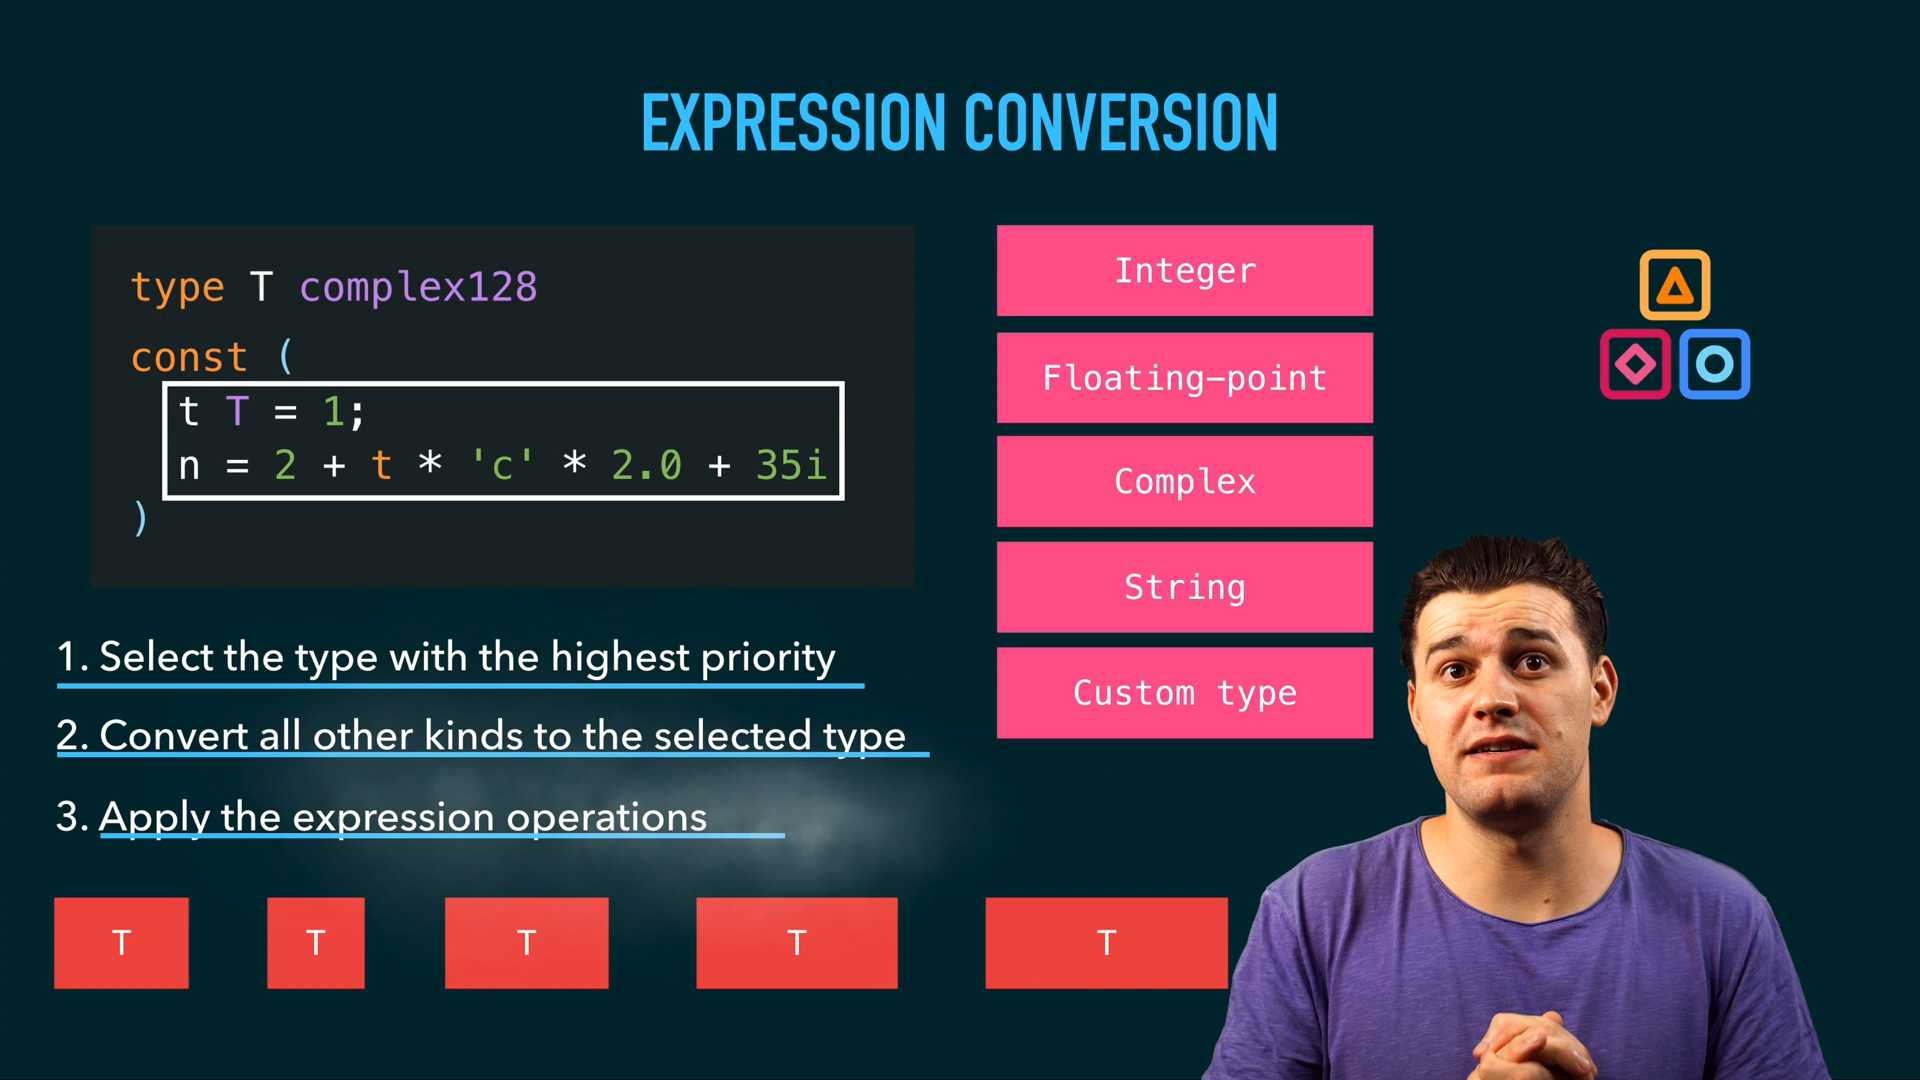 EXPRESSION CONVERSION
type T complex128
const (
t T = 1;
n = 2 + t * 'c' * 2.0 + 35i
)
Integer
Floating-point
Complex
String
Custom type
1. Select the type with the highest priority
2. Convert all other kinds to the selected type
3. Apply the expression operations
T T T T T